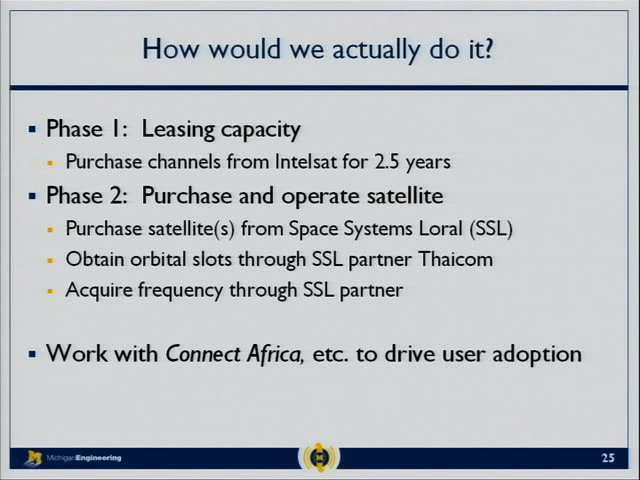 How would we actually do it?
Phase 1: Leasing capacity
Purchase channels from Intelsat for 2.5 years
Phase 2: Purchase and operate satellite
Purchase satellite(s) from Space Systems Loral (SSL)
Obtain orbital slots through SSL partner Thaicom
Acquire frequency through SSL partner
Work with Connect Africa, etc. to drive user adoption
M MichiganEngineering
M
25